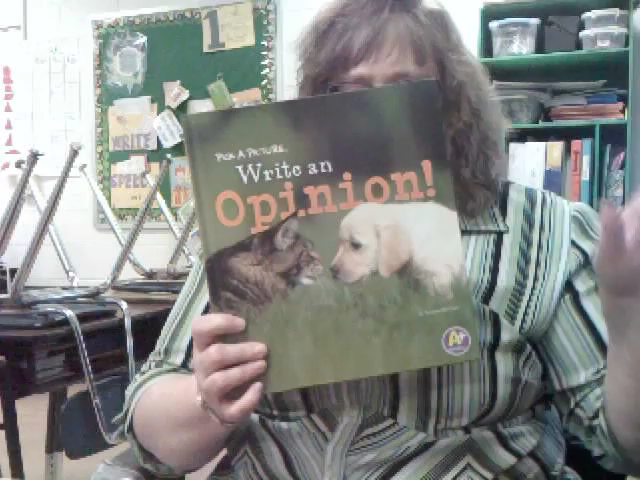 1
WRITE
SPELL
PICK A PICTURE,
Write an
Opinion!
A+